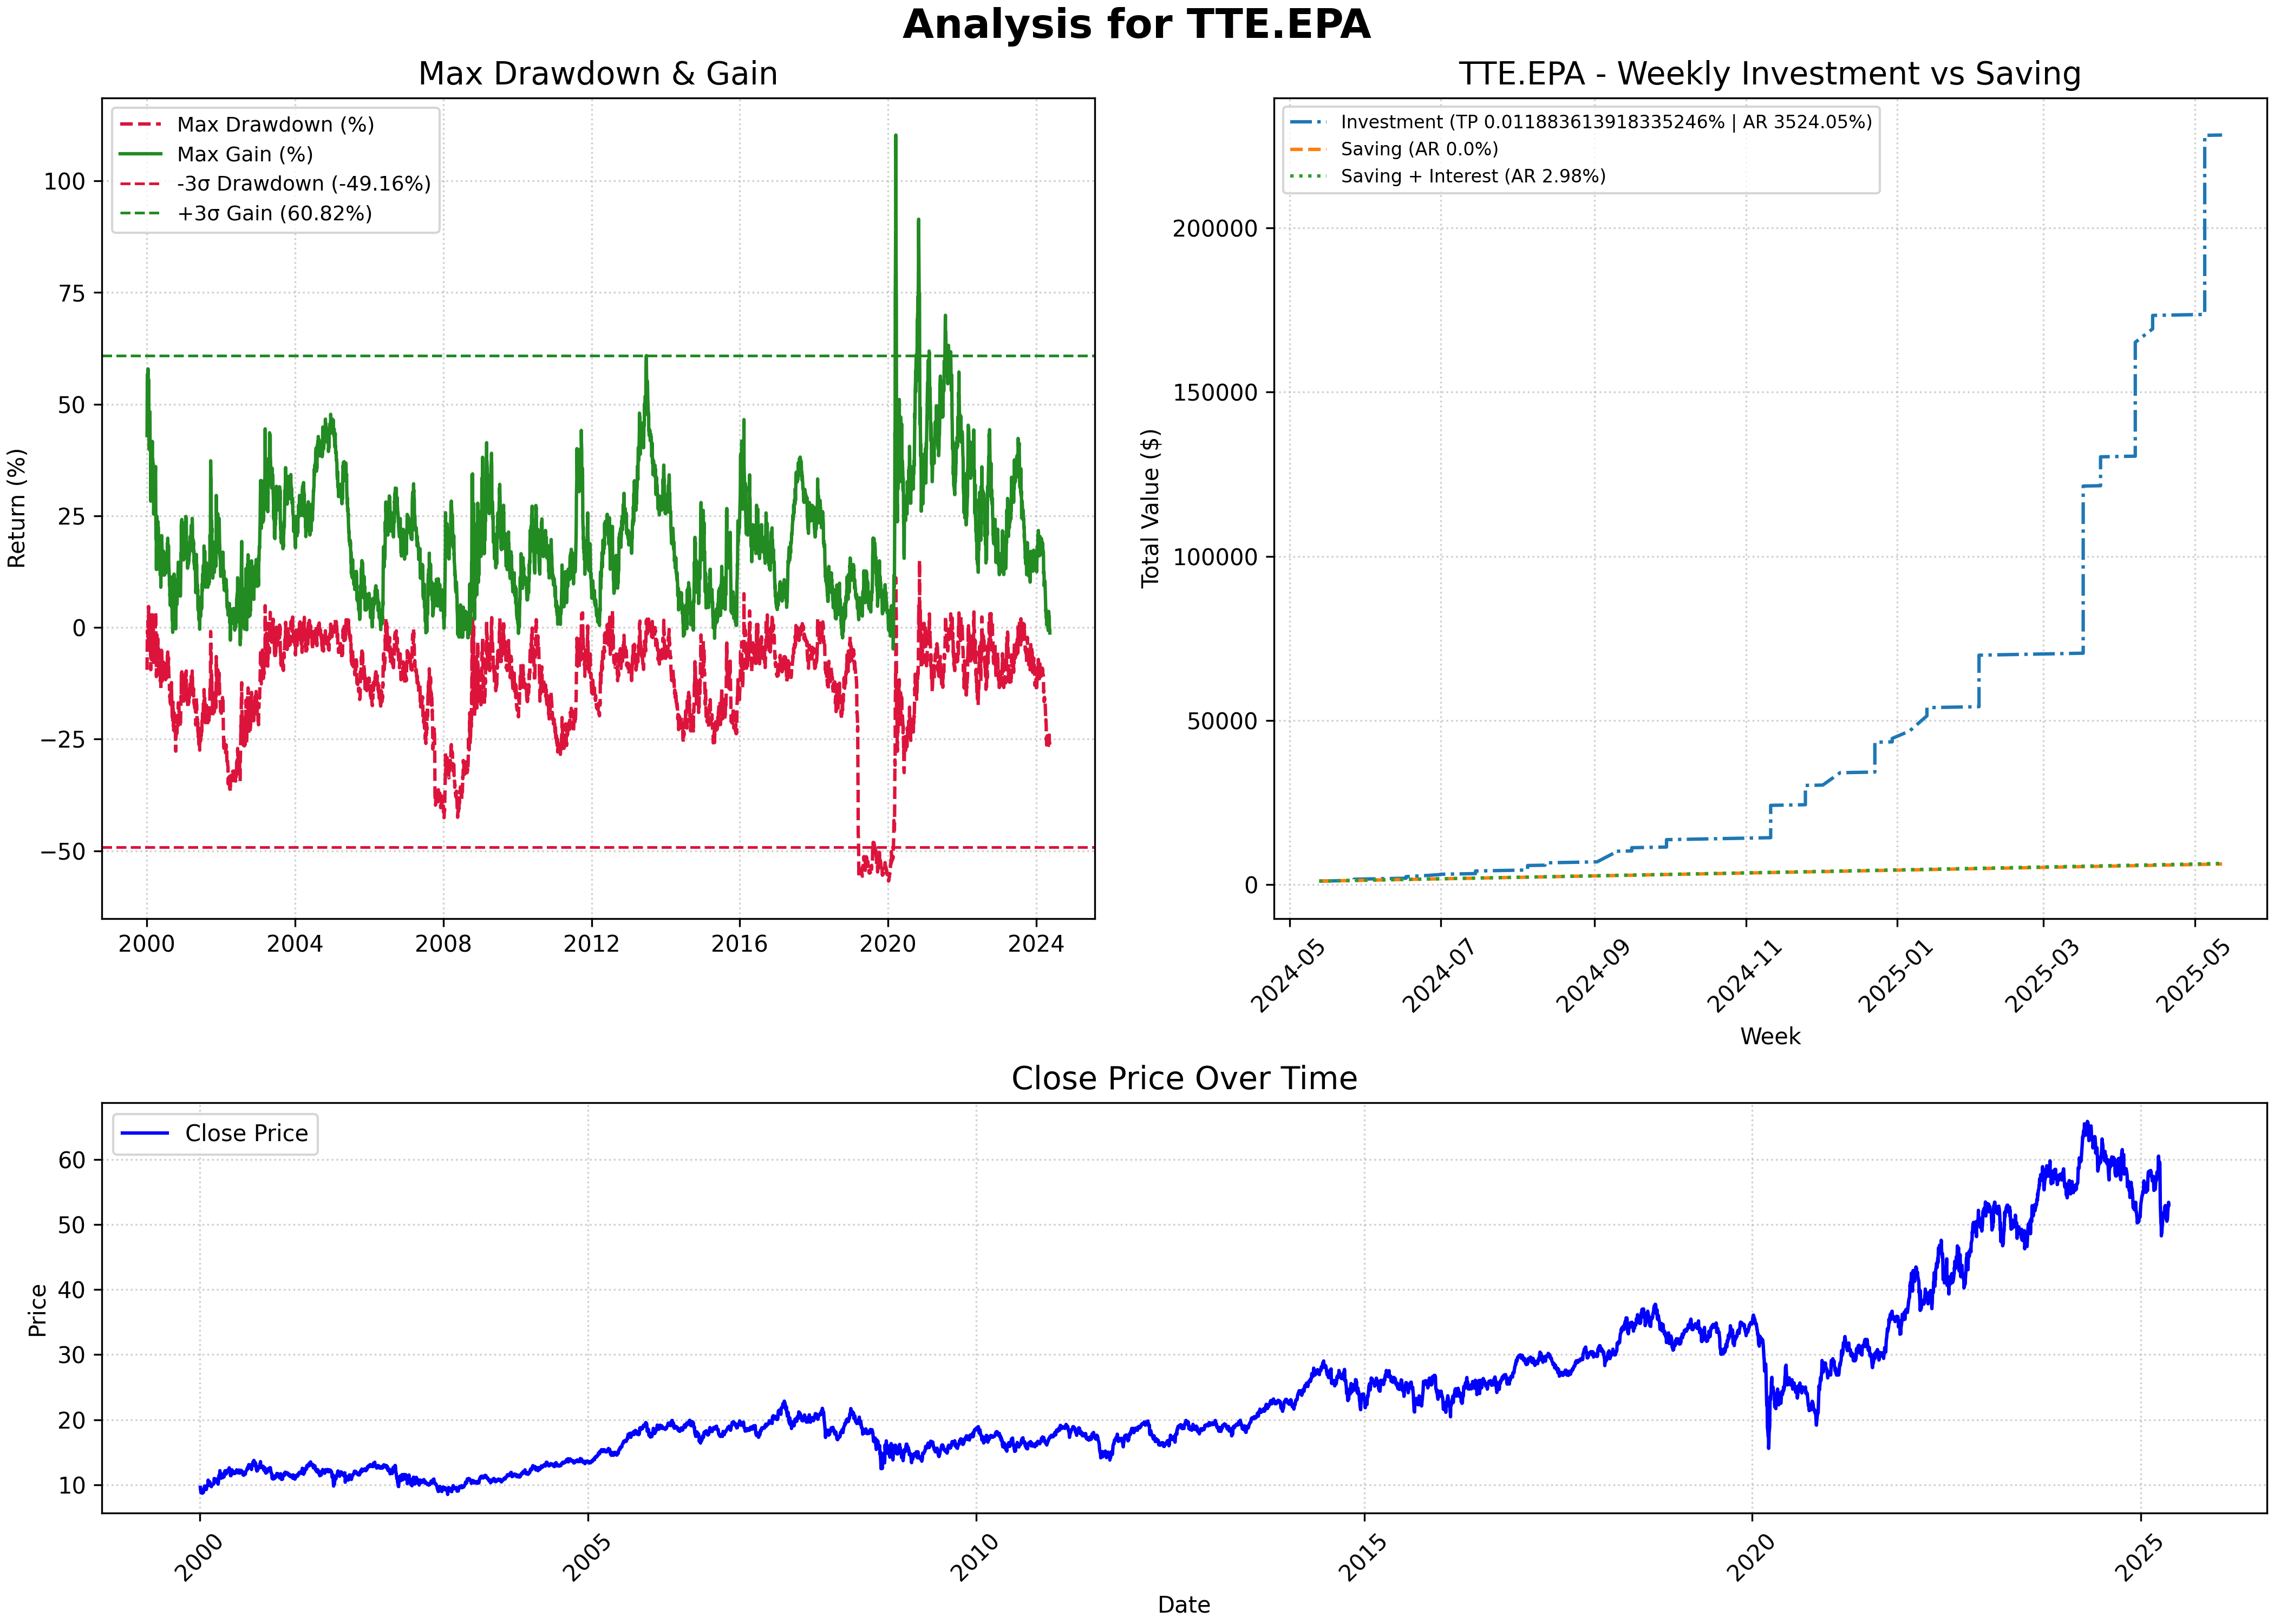 Analysis for TTE.EPA
Max Drawdown & Gain
Max Drawdown (%)
Max Gain (%)
-3σ Drawdown (-49.16%)
+3σ Gain (60.82%)
Return (%)
100
75
50
25
0
−25
−50
2000 2004 2008 2012 2016 2020 2024
TTE.EPA - Weekly Investment vs Saving
Investment (TP 0.011883613918335246% | AR 3524.05%)
Saving (AR 0.0%)
Saving + Interest (AR 2.98%)
Total Value ($)
200000
150000
100000
50000
0
2024-05 2024-07 2024-09 2024-11 2025-01 2025-03 2025-05
Week
Close Price Over Time
Close Price
Price
60
50
40
30
20
10
2000 2005 2010 2015 2020 2025
Date